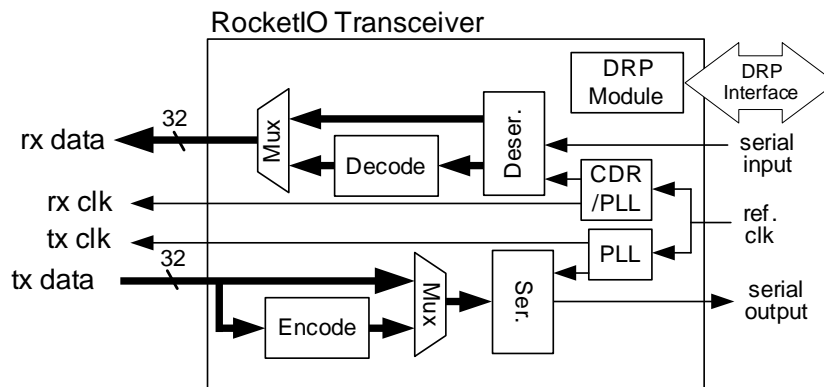 RocketIO Transceiver
DRP
Module
DRP
Interface
32
rx data
Mux
Decode
Deser.
serial
input
rx clk
CDR
/PLL
ref.
clk
tx clk
PLL
32
tx data
Mux
Ser.
Encode
serial
output